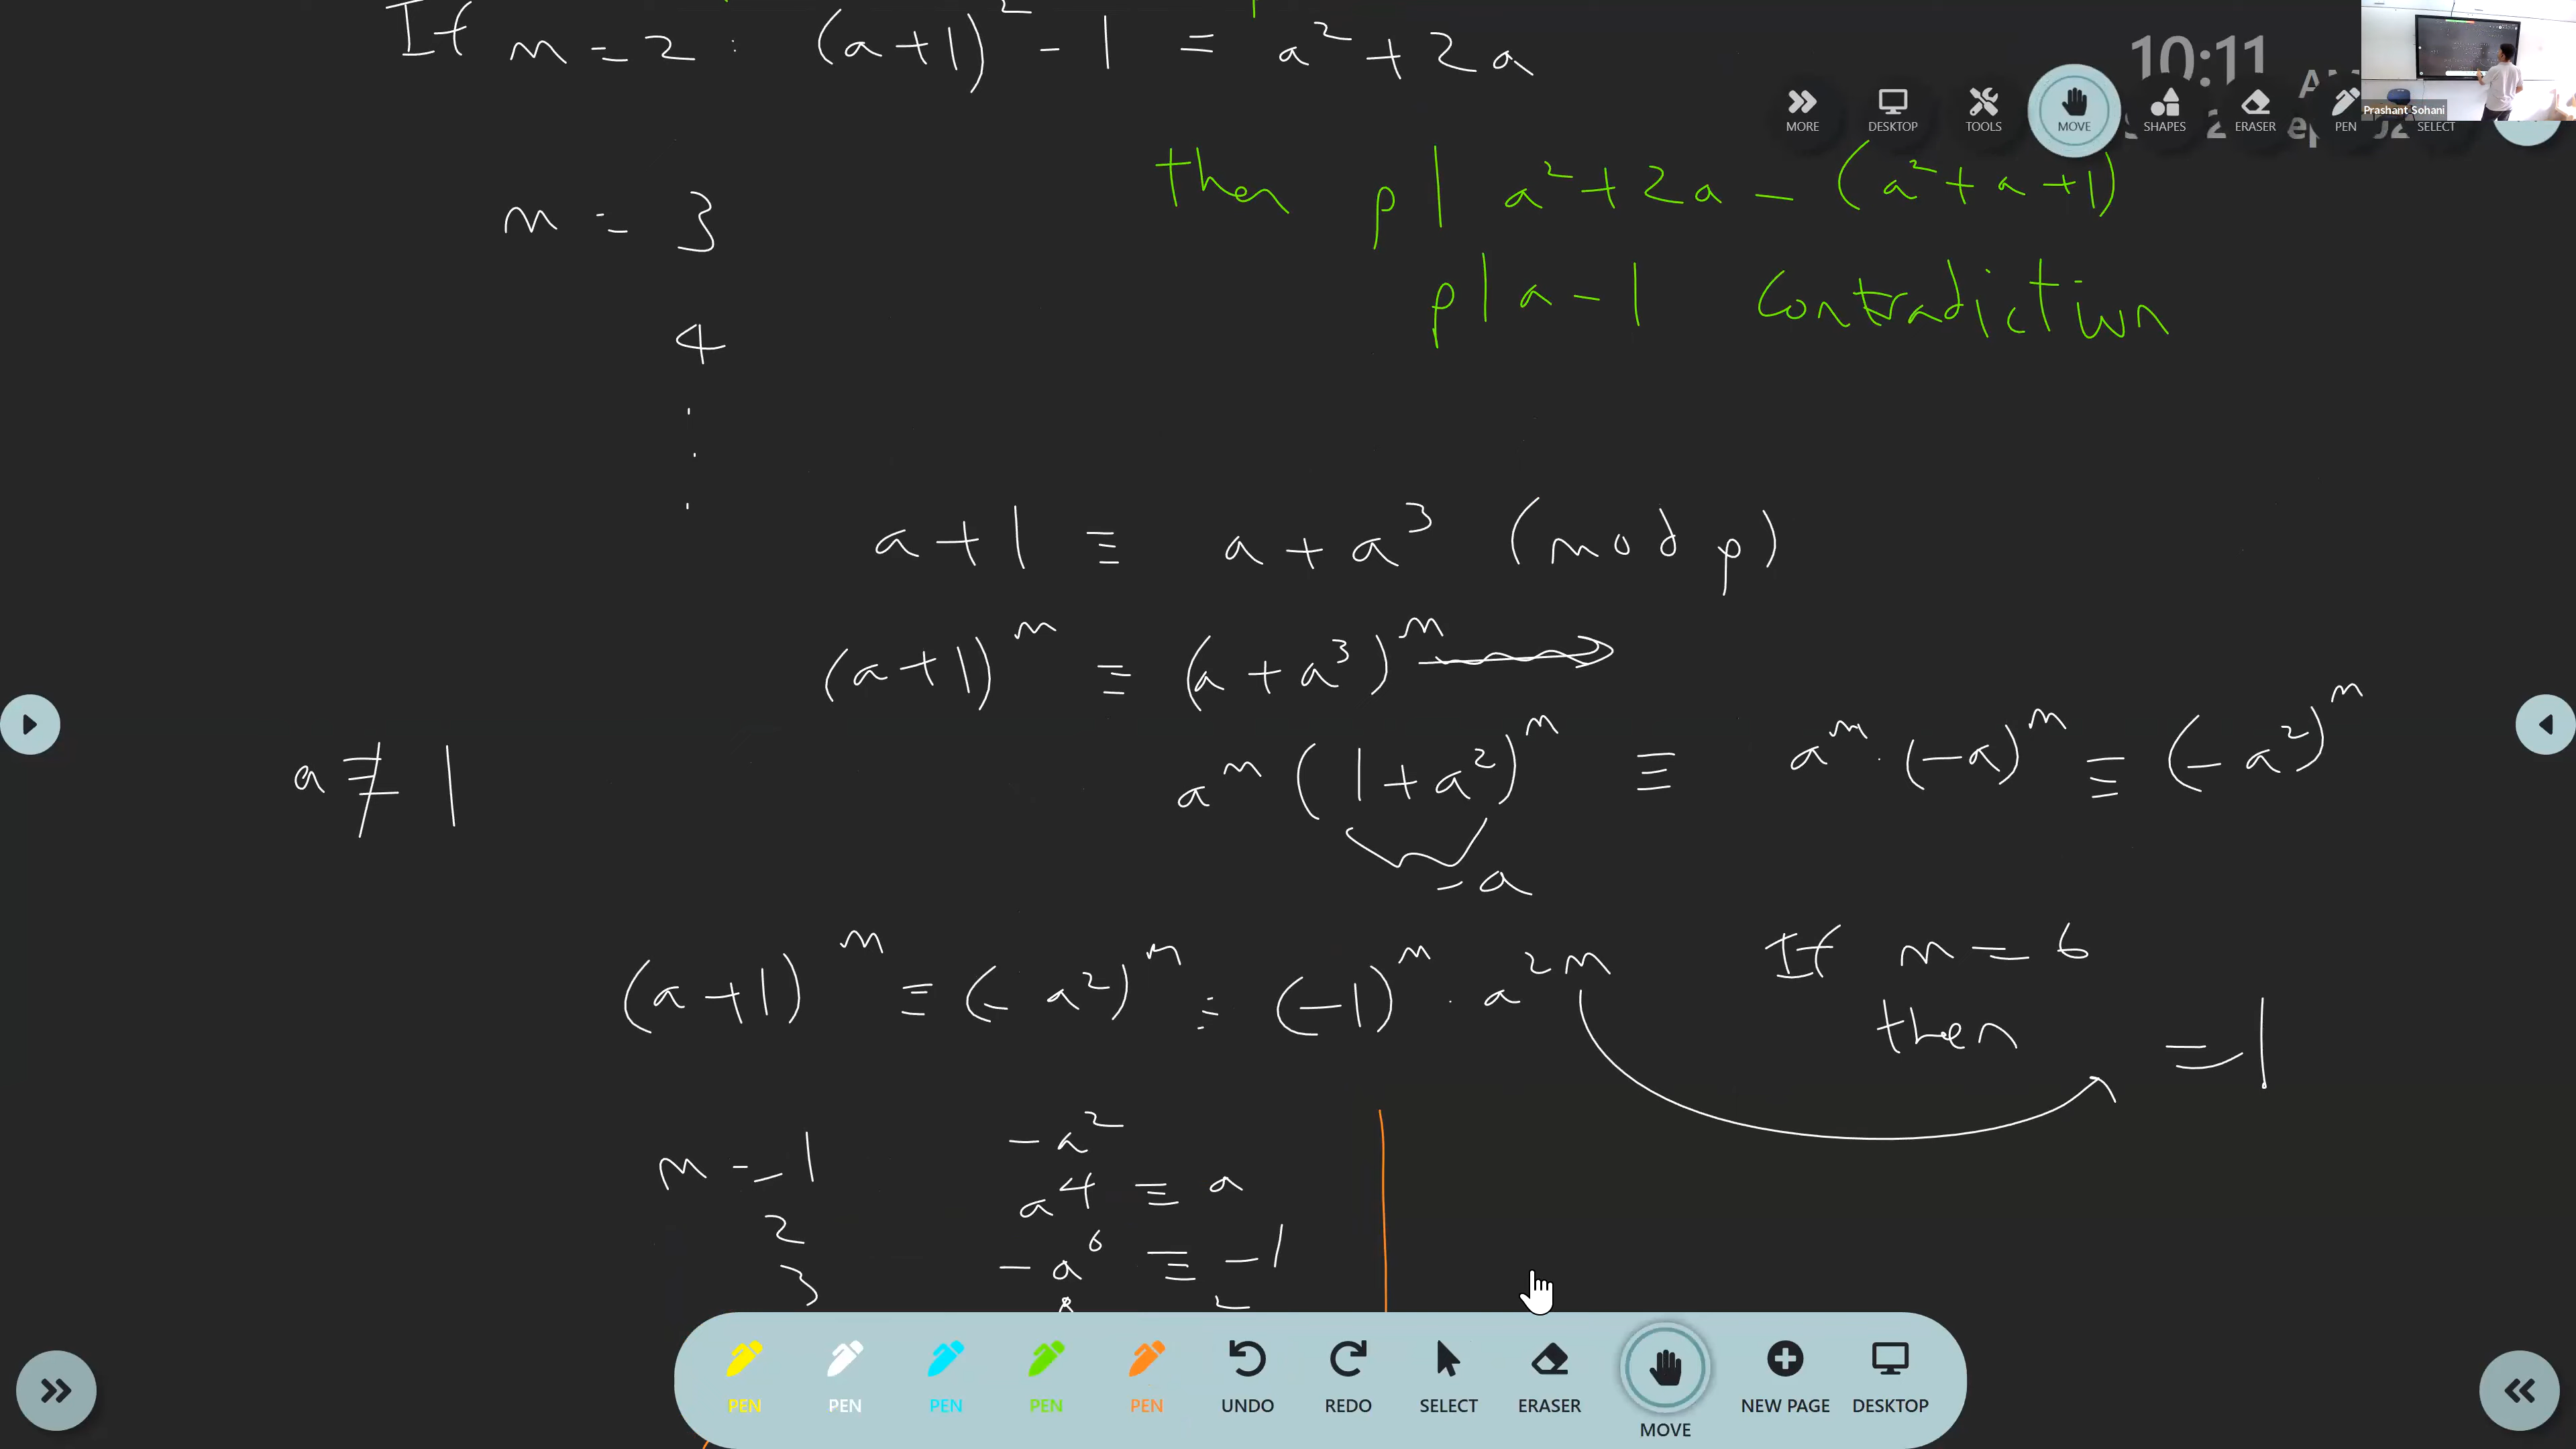 If m = 2 : (a+1)² - 1 = a² + 2a
10:11
Prashant Sohani
MORE
DESKTOP
TOOLS
MOVE
SHAPES
ERASER
PEN
SELECT
then p | a² + 2a - (a² + a + 1)
m = 3
p | a - 1 Contradiction
4
.
.
.
a + 1 ≡ a + a³ (mod p)
(a+1)^m ≡ (a + a³)^m
a ≢ 1
a^m (1 + a²)^m ≡ a^m · (-a)^m ≡ (-a²)^m
-a
(a+1)^m ≡ (-a²)^m ≡ (-1)^m · a^2m
If m = 6
then = 1
m = 1 -a²
2 a⁴ ≡ a
3 -a⁶ ≡ -1
PEN
PEN
PEN
PEN
PEN
UNDO
REDO
SELECT
ERASER
MOVE
NEW PAGE
DESKTOP